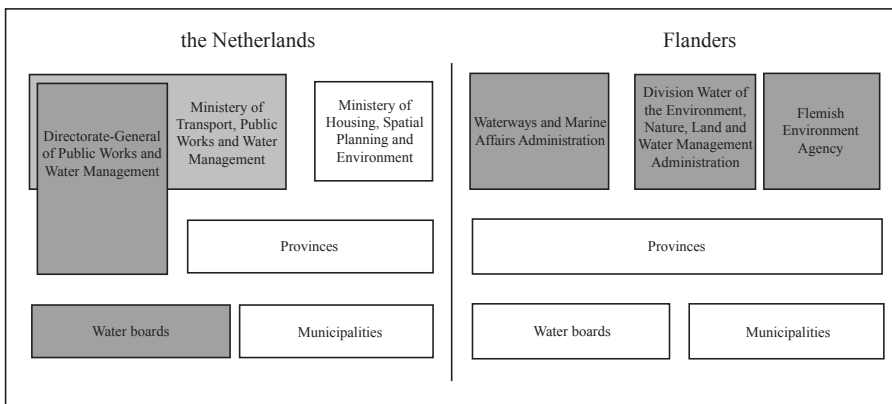 the Netherlands
Directorate-General
of Public Works and
Water Management
Ministery of
Transport, Public
Works and Water
Management
Ministery of
Housing, Spatial
Planning and
Environment
Provinces
Water boards
Municipalities
Flanders
Waterways and Marine
Affairs Administration
Division Water of
the Environment,
Nature, Land and
Water Management
Administration
Flemish
Environment
Agency
Provinces
Water boards
Municipalities